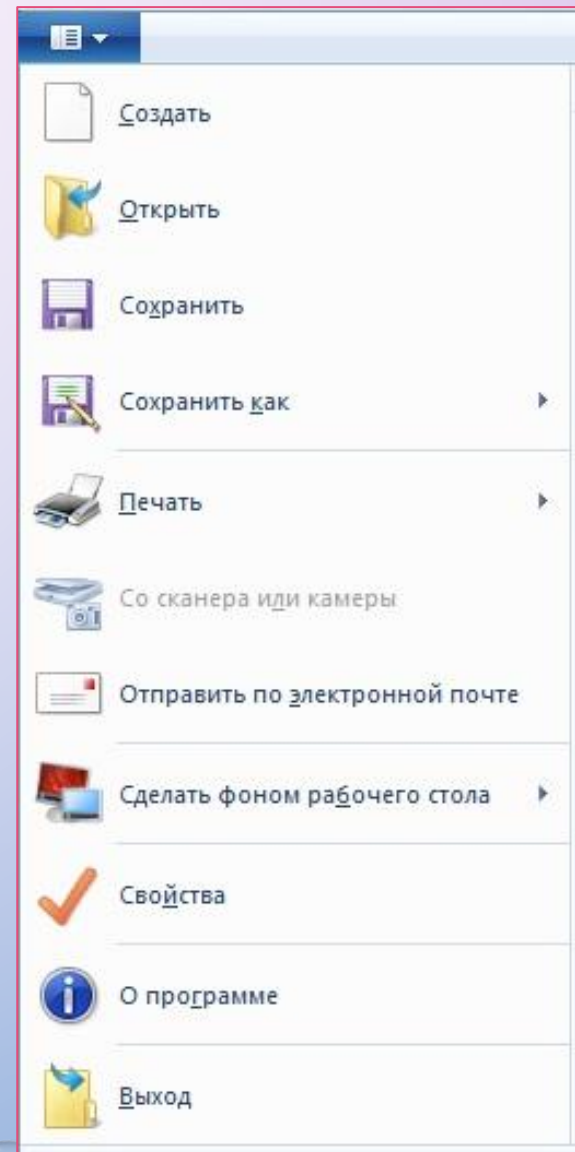 Создать
Открыть
Сохранить
Сохранить как
Печать
Со сканера или камеры
Отправить по электронной почте
Сделать фоном рабочего стола
Свойства
О программе
Выход